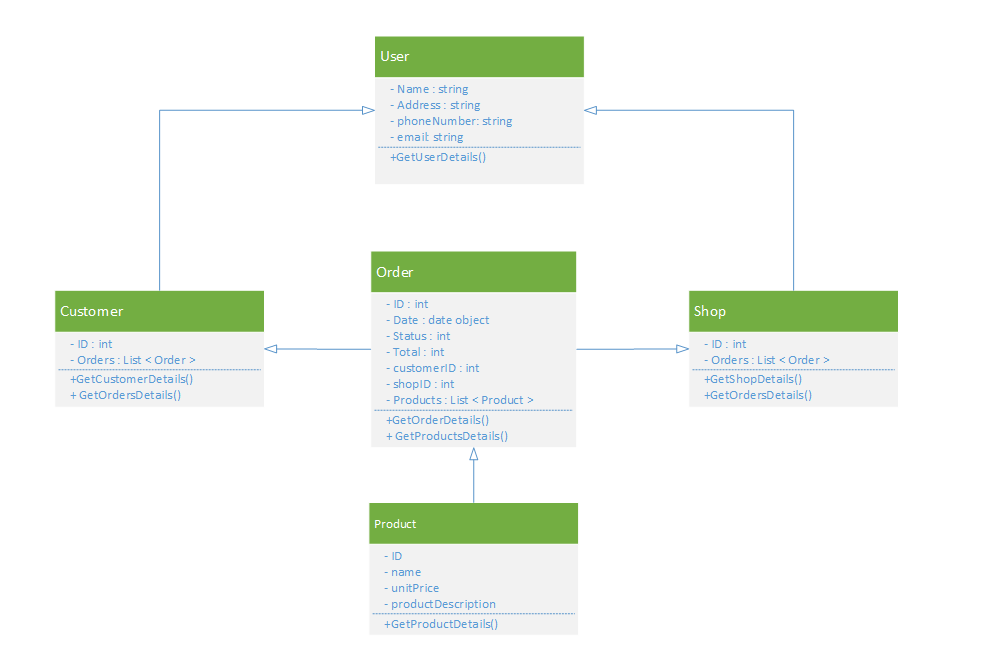 User
- Name : string
- Address : string
- phoneNumber: string
- email: string
+GetUserDetails()
Customer
- ID : int
- Orders : List < Order >
+GetCustomerDetails()
+ GetOrdersDetails()
Order
- ID : int
- Date : date object
- Status : int
- Total : int
- customerID : int
- shopID : int
- Products : List < Product >
+GetOrderDetails()
+ GetProductsDetails()
Shop
- ID : int
- Orders : List < Order >
+GetShopDetails()
+GetOrdersDetails()
Product
- ID
- name
- unitPrice
- productDescription
+GetProductDetails()